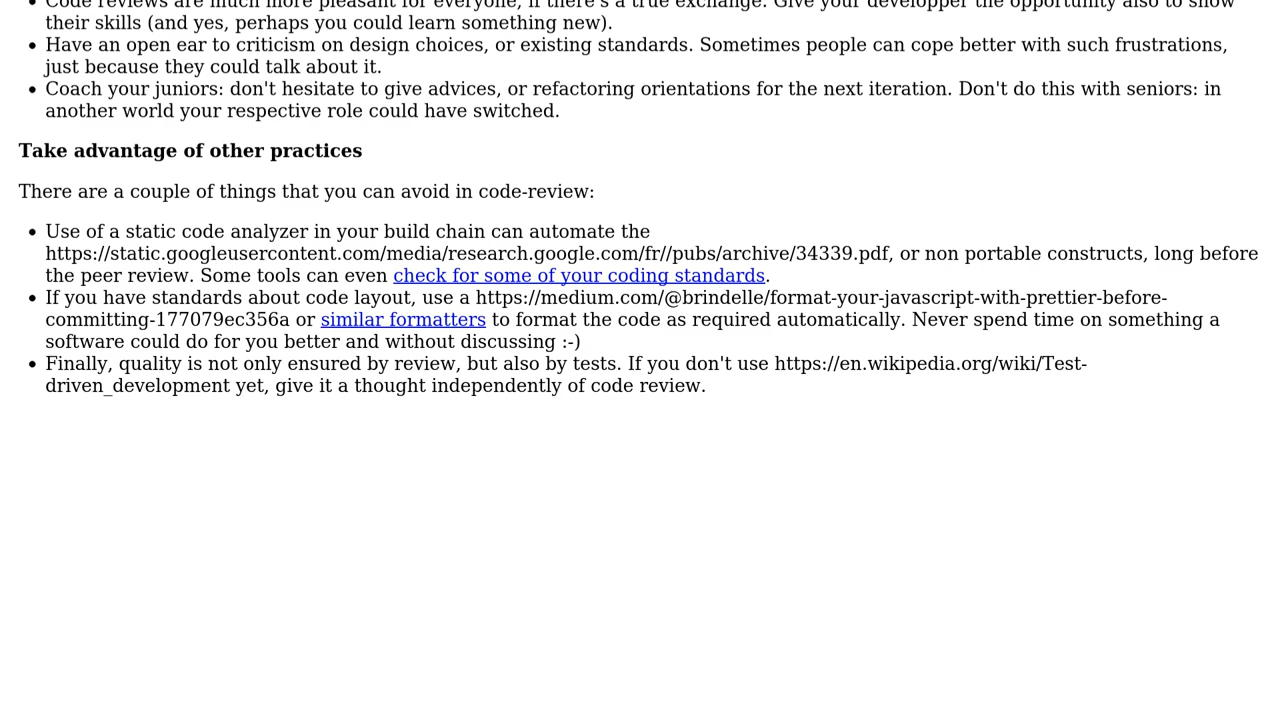 Code reviews are much more pleasant for everyone, if there's a true exchange. Give your developper the opportunity also to show
their skills (and yes, perhaps you could learn something new).
Have an open ear to criticism on design choices, or existing standards. Sometimes people can cope better with such frustrations,
just because they could talk about it.
Coach your juniors: don't hesitate to give advices, or refactoring orientations for the next iteration. Don't do this with seniors: in
another world your respective role could have switched.
Take advantage of other practices
There are a couple of things that you can avoid in code-review:
Use of a static code analyzer in your build chain can automate the
https://static.googleusercontent.com/media/research.google.com/fr//pubs/archive/34339.pdf, or non portable constructs, long before
the peer review. Some tools can even check for some of your coding standards.
If you have standards about code layout, use a https://medium.com/@brindelle/format-your-javascript-with-prettier-before-
committing-177079ec356a or similar formatters to format the code as required automatically. Never spend time on something a
software could do for you better and without discussing :-)
Finally, quality is not only ensured by review, but also by tests. If you don't use https://en.wikipedia.org/wiki/Test-
driven_development yet, give it a thought independently of code review.